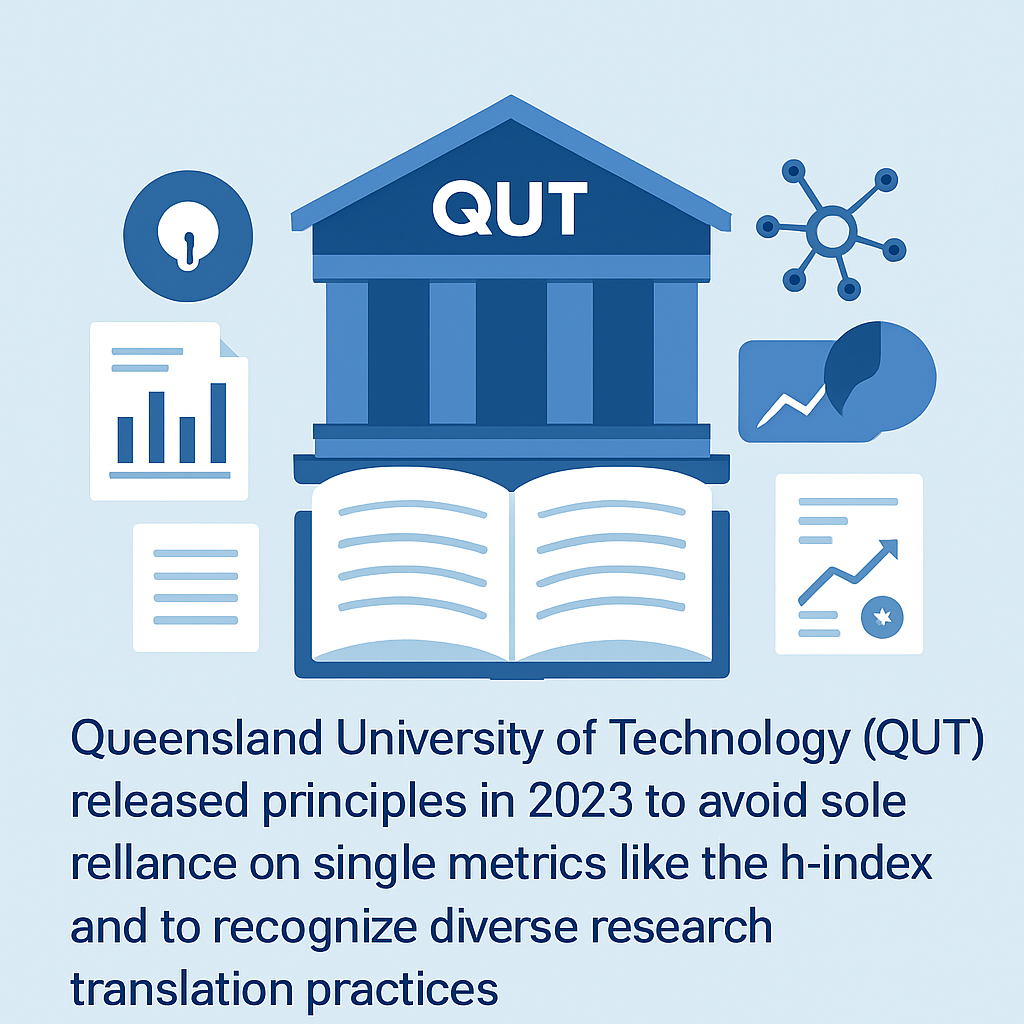 QUT
Queensland University of Technology (QUT)
released principles in 2023 to avoid sole
rellance on single metrics like the h-index
and to recognize diverse research
translation practices